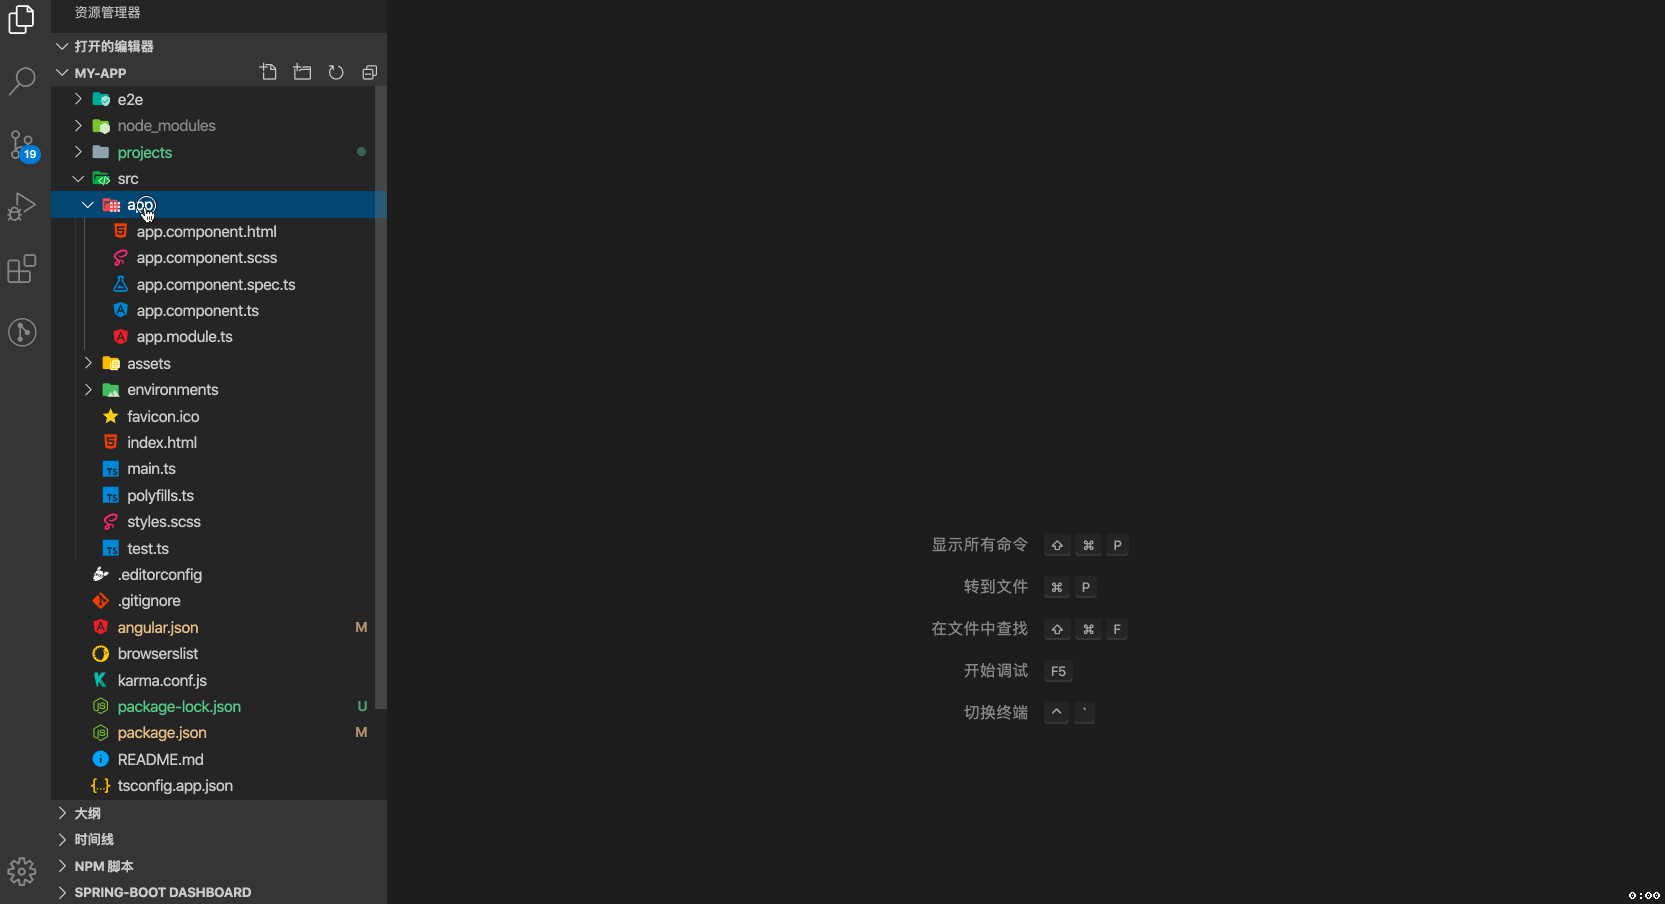 资源管理器
打开的编辑器
MY-APP
e2e
node_modules
projects
19
src
app
app.component.html
app.component.scss
app.component.spec.ts
app.component.ts
app.module.ts
assets
environments
favicon.ico
index.html
TS main.ts
TS polyfills.ts
styles.scss
TS test.ts
.editorconfig
.gitignore
angular.json M
browserslist
karma.conf.js
package-lock.json U
package.json M
README.md
tsconfig.app.json
大纲
时间线
NPM 脚本
SPRING-BOOT DASHBOARD
显示所有命令 ⇧ ⌘ P
转到文件 ⌘ P
在文件中查找 ⇧ ⌘ F
开始调试 F5
切换终端 ^ `
0:00